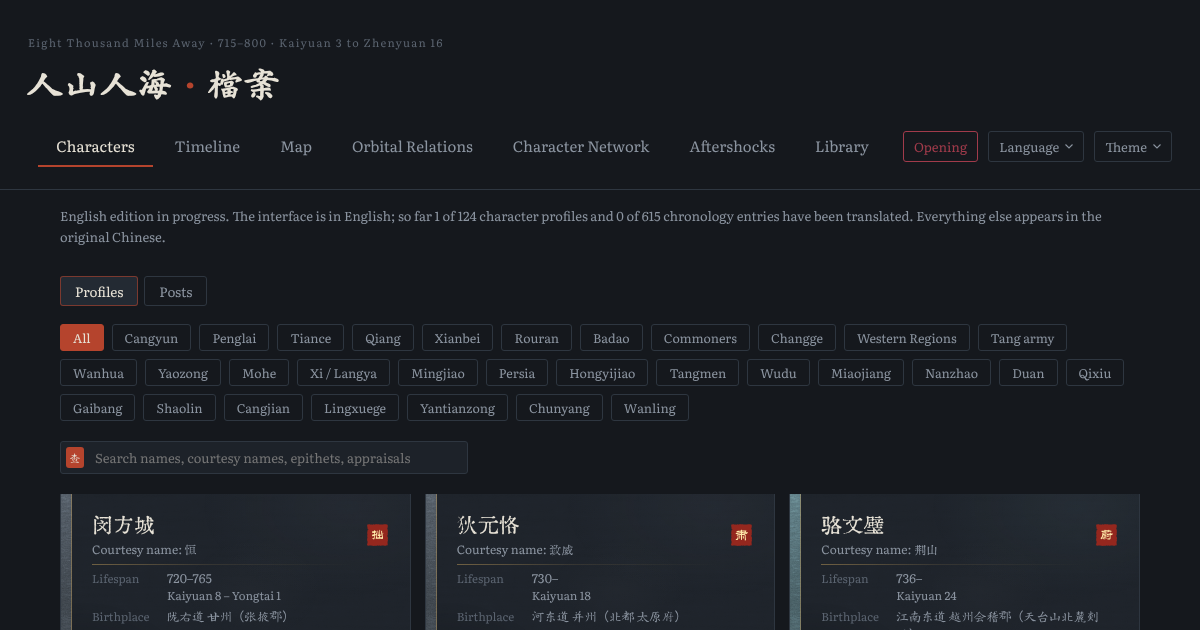 Eight Thousand Miles Away · 715–800 · Kaiyuan 3 to Zhenyuan 16
人山人海 · 檔案
Characters Timeline Map Orbital Relations Character Network Aftershocks Library Opening Language Theme
English edition in progress. The interface is in English; so far 1 of 124 character profiles and 0 of 615 chronology entries have been translated. Everything else appears in the
original Chinese.
Profiles Posts
All Cangyun Penglai Tiance Qiang Xianbei Rouran Badao Commoners Changge Western Regions Tang army
Wanhua Yaozong Mohe Xi / Langya Mingjiao Persia Hongyijiao Tangmen Wudu Miaojiang Nanzhao Duan Qixiu
Gaibang Shaolin Cangjian Lingxuege Yantianzong Chunyang Wanling
Search names, courtesy names, epithets, appraisals
闵方城 拙
Courtesy name: 恒
Lifespan 720–765
Kaiyuan 8 – Yongtai 1
Birthplace 陇右道 甘州（张掖郡）
狄元恪 肃
Courtesy name: 致威
Lifespan 730–
Kaiyuan 18
Birthplace 河东道 并州（北都太原府）
骆文璧
Courtesy name: 荆山
Lifespan 736–
Kaiyuan 24
Birthplace 江南东道 越州会稽郡（天台山北麓剡